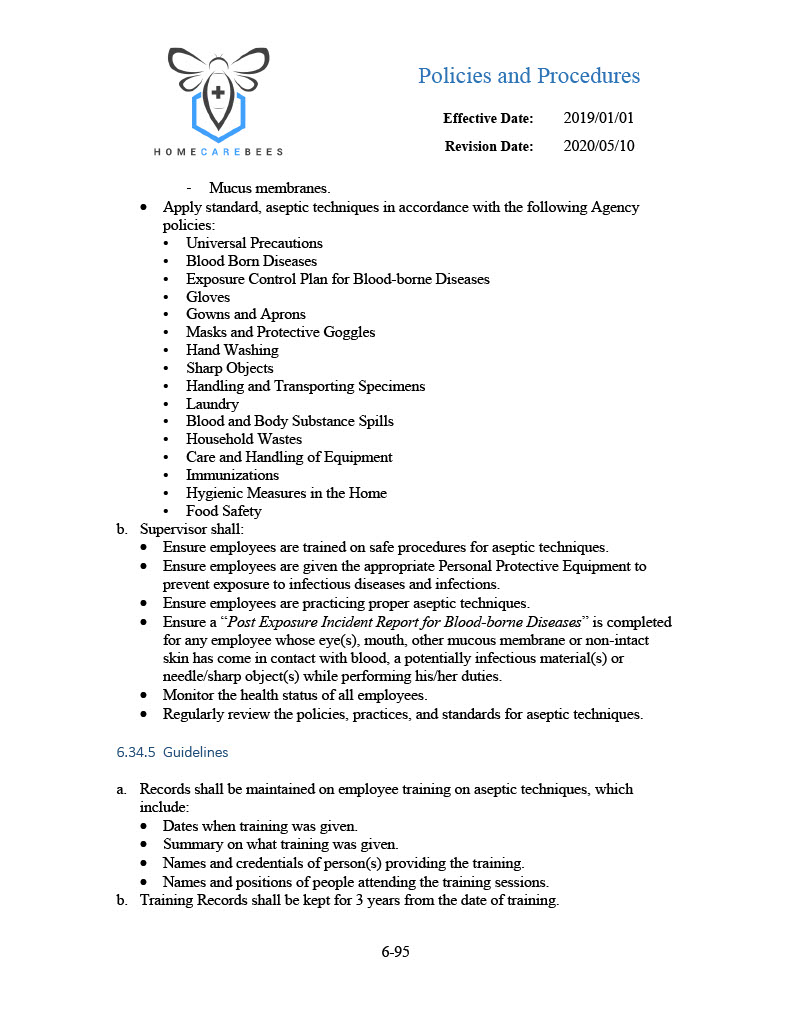 Policies and Procedures
HOMECAREBEES
Effective Date: 2019/01/01
Revision Date: 2020/05/10
- Mucus membranes.
• Apply standard, aseptic techniques in accordance with the following Agency
policies:
• Universal Precautions
• Blood Born Diseases
• Exposure Control Plan for Blood-borne Diseases
• Gloves
• Gowns and Aprons
• Masks and Protective Goggles
• Hand Washing
• Sharp Objects
• Handling and Transporting Specimens
• Laundry
• Blood and Body Substance Spills
• Household Wastes
• Care and Handling of Equipment
• Immunizations
• Hygienic Measures in the Home
• Food Safety
b. Supervisor shall:
• Ensure employees are trained on safe procedures for aseptic techniques.
• Ensure employees are given the appropriate Personal Protective Equipment to
prevent exposure to infectious diseases and infections.
• Ensure employees are practicing proper aseptic techniques.
• Ensure a “Post Exposure Incident Report for Blood-borne Diseases” is completed
for any employee whose eye(s), mouth, other mucous membrane or non-intact
skin has come in contact with blood, a potentially infectious material(s) or
needle/sharp object(s) while performing his/her duties.
• Monitor the health status of all employees.
• Regularly review the policies, practices, and standards for aseptic techniques.
6.34.5 Guidelines
a. Records shall be maintained on employee training on aseptic techniques, which
include:
• Dates when training was given.
• Summary on what training was given.
• Names and credentials of person(s) providing the training.
• Names and positions of people attending the training sessions.
b. Training Records shall be kept for 3 years from the date of training.
6-95